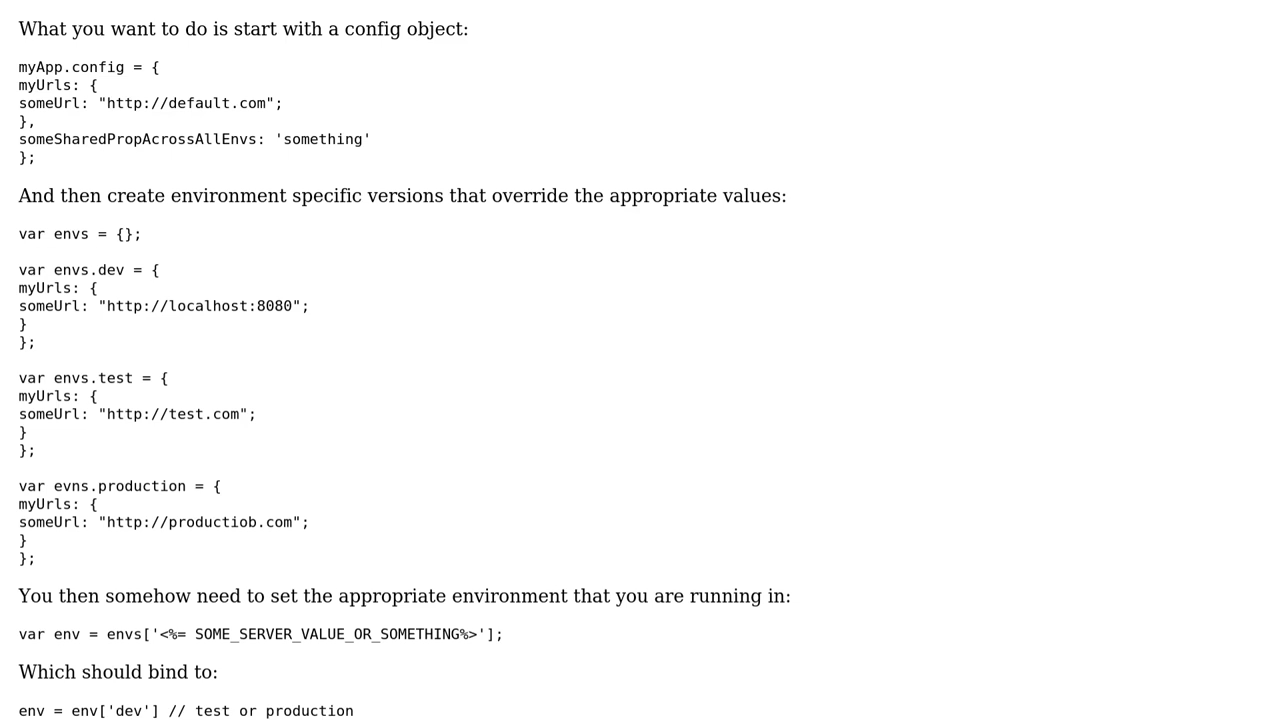 What you want to do is start with a config object:
myApp.config = {
myUrls: {
someUrl: "http://default.com";
},
someSharedPropAcrossAllEnvs: 'something'
};
And then create environment specific versions that override the appropriate values:
var envs = {};
var envs.dev = {
myUrls: {
someUrl: "http://localhost:8080";
}
};
var envs.test = {
myUrls: {
someUrl: "http://test.com";
}
};
var evns.production = {
myUrls: {
someUrl: "http://productiob.com";
}
};
You then somehow need to set the appropriate environment that you are running in:
var env = envs['<%= SOME_SERVER_VALUE_OR_SOMETHING%>'];
Which should bind to:
env = env['dev'] // test or production